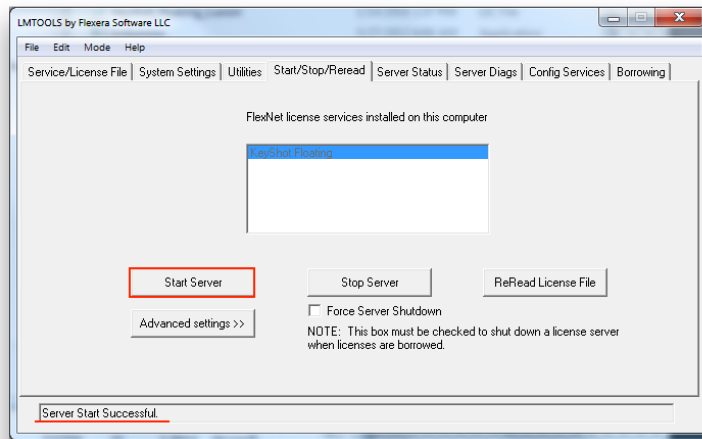 LMTOOLS by Flexera Software LLC
File Edit Mode Help
Service/License File System Settings Utilities Start/Stop/Reread Server Status Server Diags Config Services Borrowing
FlexNet license services installed on this computer
KeyShot Floating
Start Server Stop Server ReRead License File
Force Server Shutdown
Advanced settings >>
NOTE: This box must be checked to shut down a license server
when licenses are borrowed.
Server Start Successful.